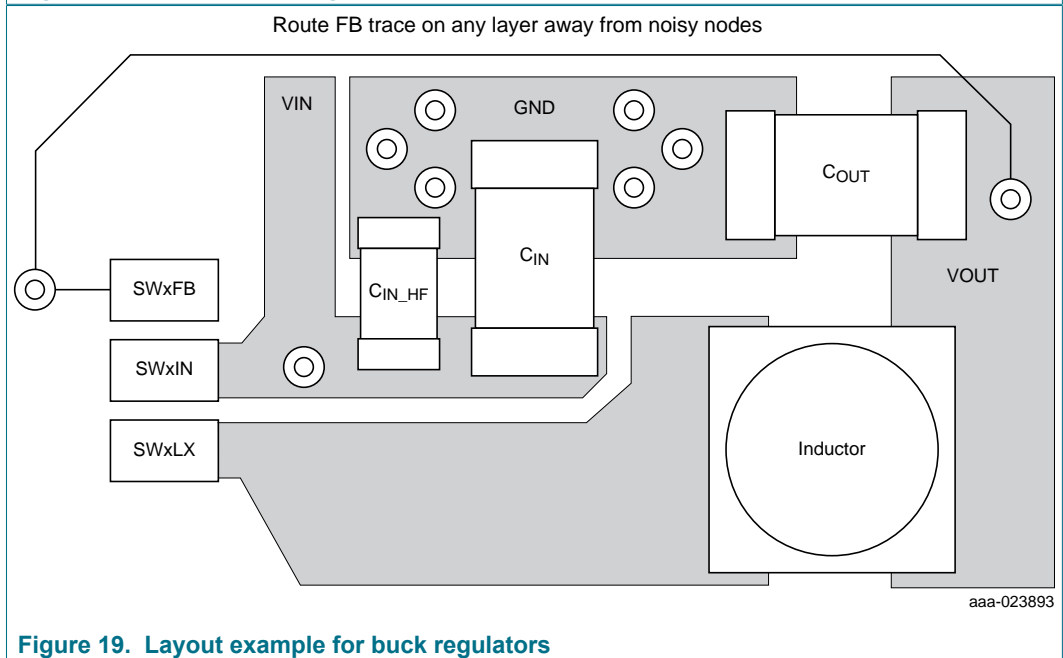 Route FB trace on any layer away from noisy nodes
VIN
GND
COUT
CIN
CIN_HF
VOUT
SWxFB
SWxIN
SWxLX
Inductor
aaa-023893
Figure 19. Layout example for buck regulators